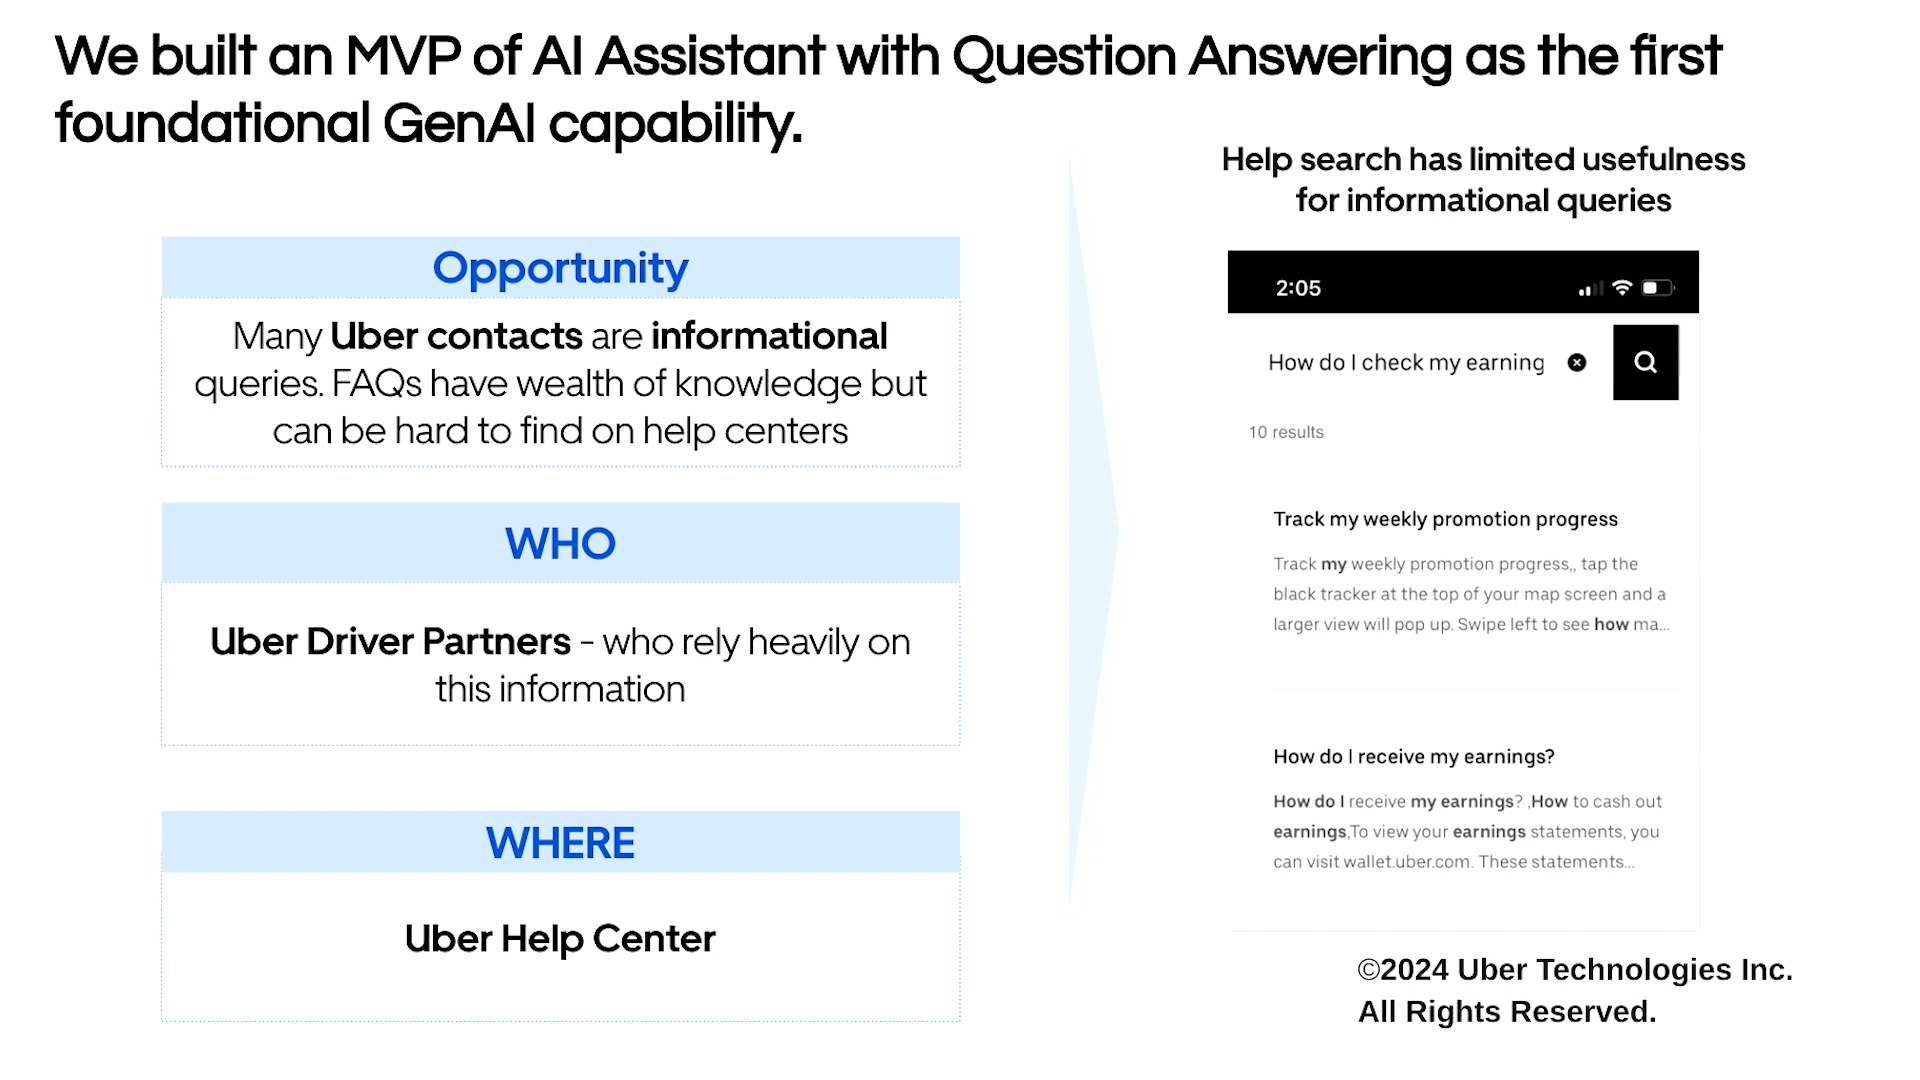 We built an MVP of AI Assistant with Question Answering as the first
foundational GenAI capability.
Opportunity
Many Uber contacts are informational
queries. FAQs have wealth of knowledge but
can be hard to find on help centers
WHO
Uber Driver Partners - who rely heavily on
this information
WHERE
Uber Help Center
Help search has limited usefulness
for informational queries
2:05
How do I check my earning
10 results
Track my weekly promotion progress
Track my weekly promotion progress,, tap the
black tracker at the top of your map screen and a
larger view will pop up. Swipe left to see how ma...
How do I receive my earnings?
How do I receive my earnings? ,How to cash out
earnings,To view your earnings statements, you
can visit wallet.uber.com. These statements...
©2024 Uber Technologies Inc.
All Rights Reserved.